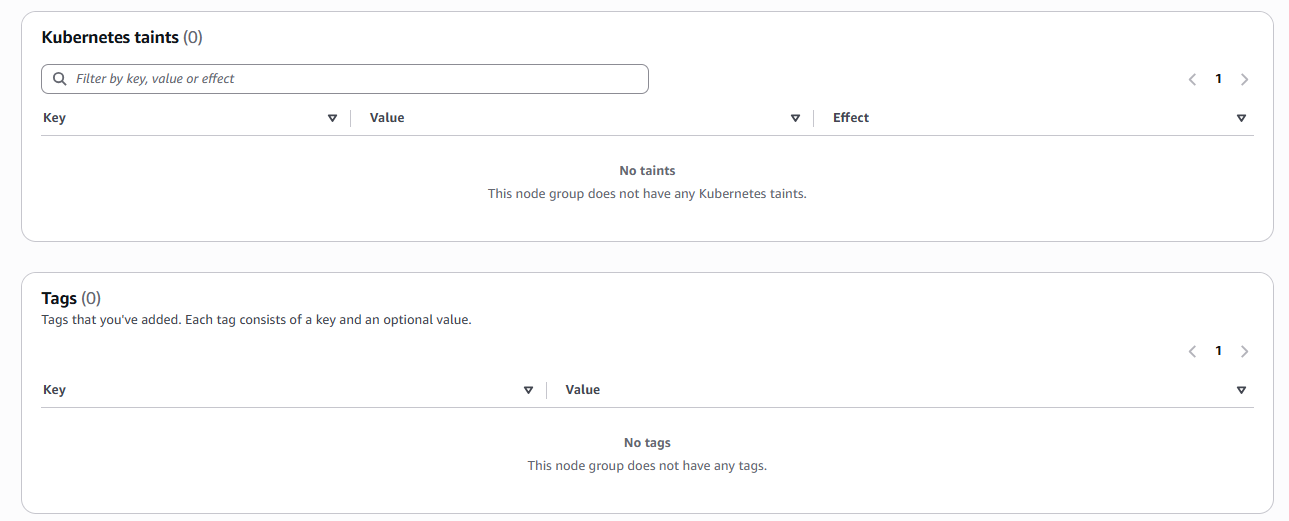 Kubernetes taints (0)
Filter by key, value or effect
1
Key Value Effect
No taints
This node group does not have any Kubernetes taints.
Tags (0)
Tags that you've added. Each tag consists of a key and an optional value.
1
Key Value
No tags
This node group does not have any tags.